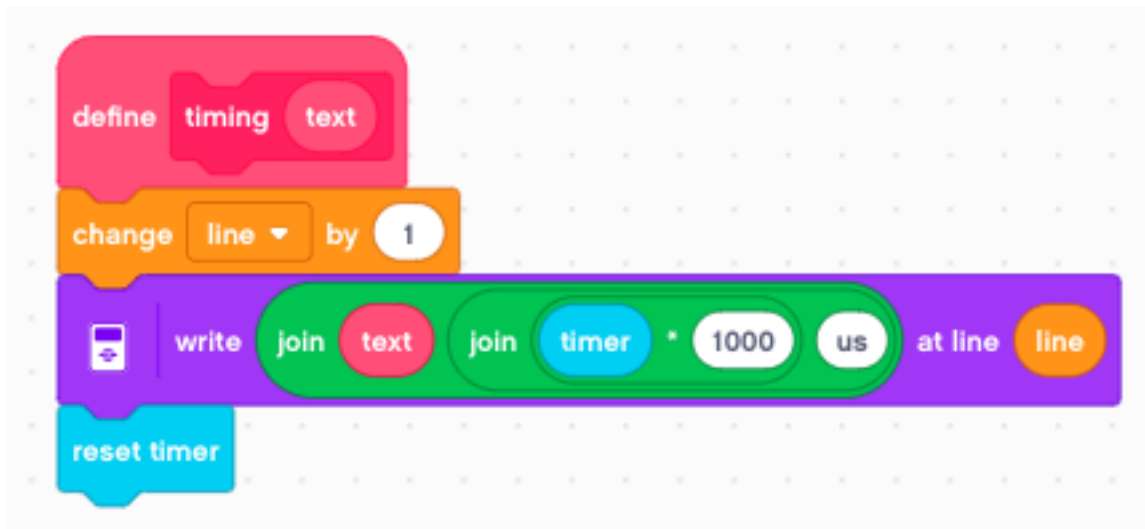 define timing text
change line by 1
write join text join timer * 1000 us at line line
reset timer